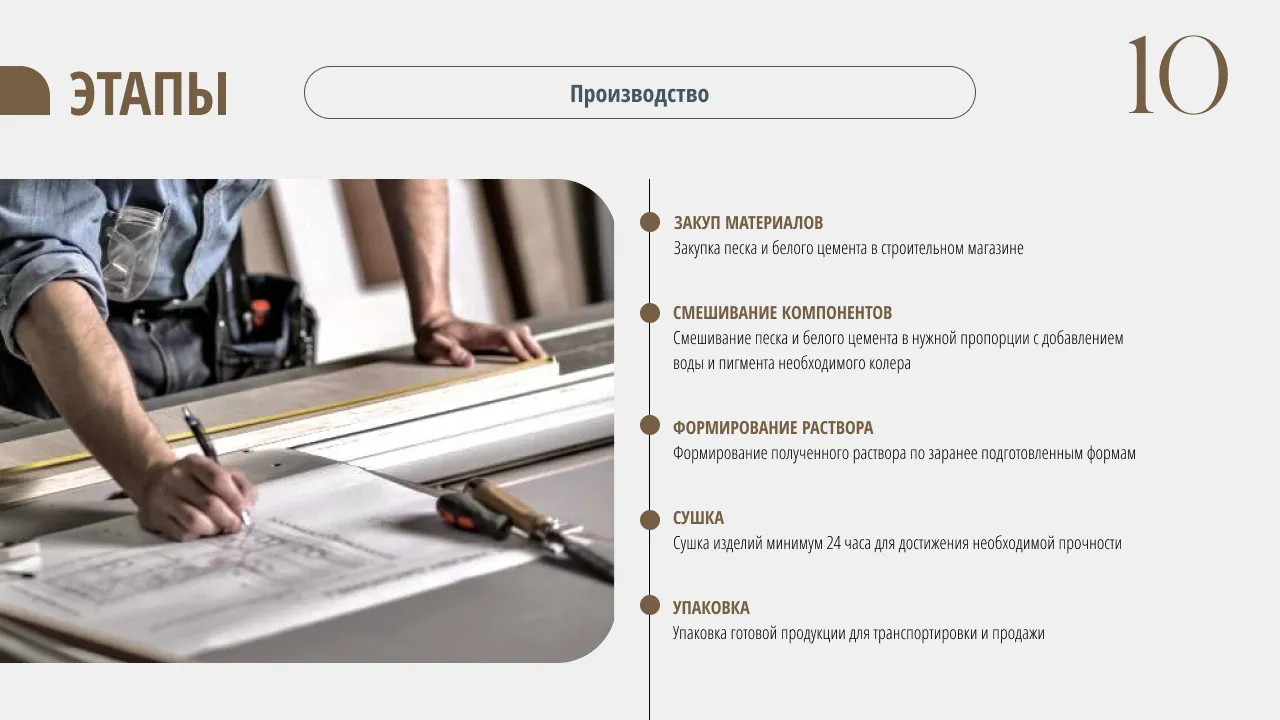 ЭТАПЫ
Производство
10
ЗАКУП МАТЕРИАЛОВ
Закупка песка и белого цемента в строительном магазине
СМЕШИВАНИЕ КОМПОНЕНТОВ
Смешивание песка и белого цемента в нужной пропорции с добавлением
воды и пигмента необходимого колера
ФОРМИРОВАНИЕ РАСТВОРА
Формирование полученного раствора по заранее подготовленным формам
СУШКА
Сушка изделий минимум 24 часа для достижения необходимой прочности
УПАКОВКА
Упаковка готовой продукции для транспортировки и продажи